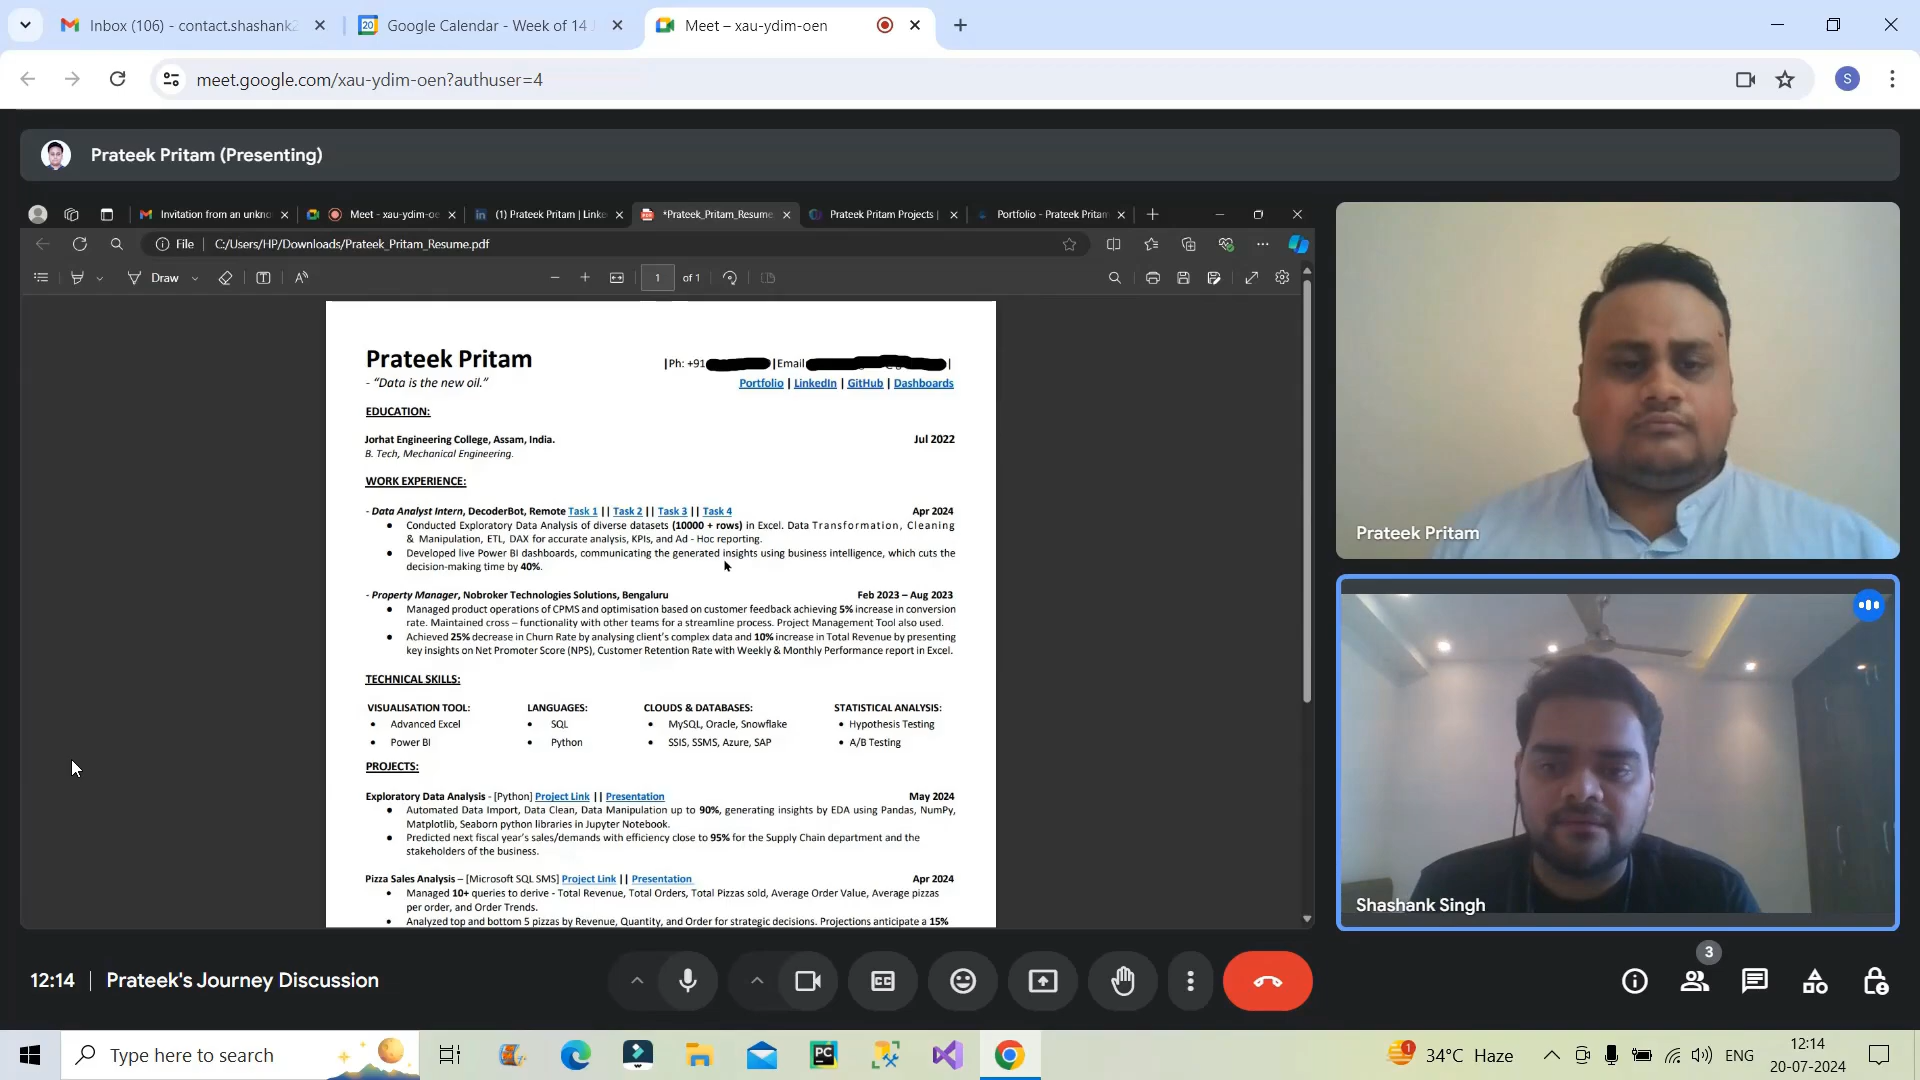 Inbox (106) - contact.shashank2
Google Calendar - Week of 14 J
Meet – xau-ydim-oen
meet.google.com/xau-ydim-oen?authuser=4
S
Prateek Pritam (Presenting)
Invitation from an unkno
Meet - xau-ydim-oe
(1) Prateek Pritam | Linke
*Prateek_Pritam_Resume
Prateek Pritam Projects |
Portfolio - Prateek Pritam
File
C:/Users/HP/Downloads/Prateek_Pritam_Resume.pdf
Draw
1
of 1
Prateek Pritam
|Ph: +91 |Email |
- “Data is the new oil.”
Portfolio | LinkedIn | GitHub | Dashboards
EDUCATION:
Jorhat Engineering College, Assam, India. Jul 2022
B. Tech, Mechanical Engineering.
WORK EXPERIENCE:
- Data Analyst Intern, DecoderBot, Remote Task 1 || Task 2 || Task 3 || Task 4 Apr 2024
● Conducted Exploratory Data Analysis of diverse datasets (10000 + rows) in Excel. Data Transformation, Cleaning
& Manipulation, ETL, DAX for accurate analysis, KPIs, and Ad - Hoc reporting.
● Developed live Power BI dashboards, communicating the generated insights using business intelligence, which cuts the
decision-making time by 40%.
- Property Manager, Nobroker Technologies Solutions, Bengaluru Feb 2023 – Aug 2023
● Managed product operations of CPMS and optimisation based on customer feedback achieving 5% increase in conversion
rate. Maintained cross – functionality with other teams for a streamline process. Project Management Tool also used.
● Achieved 25% decrease in Churn Rate by analysing client’s complex data and 10% increase in Total Revenue by presenting
key insights on Net Promoter Score (NPS), Customer Retention Rate with Weekly & Monthly Performance report in Excel.
TECHNICAL SKILLS:
VISUALISATION TOOL: LANGUAGES: CLOUDS & DATABASES: STATISTICAL ANALYSIS:
• Advanced Excel • SQL • MySQL, Oracle, Snowflake • Hypothesis Testing
• Power BI • Python • SSIS, SSMS, Azure, SAP • A/B Testing
PROJECTS:
Exploratory Data Analysis - [Python] Project Link || Presentation May 2024
● Automated Data Import, Data Clean, Data Manipulation up to 90%, generating insights by EDA using Pandas, NumPy,
Matplotlib, Seaborn python libraries in Jupyter Notebook.
● Predicted next fiscal year’s sales/demands with efficiency close to 95% for the Supply Chain department and the
stakeholders of the business.
Pizza Sales Analysis – [Microsoft SQL SMS] Project Link || Presentation Apr 2024
● Managed 10+ queries to derive - Total Revenue, Total Orders, Total Pizzas sold, Average Order Value, Average pizzas
per order, and Order Trends.
● Analyzed top and bottom 5 pizzas by Revenue, Quantity, and Order for strategic decisions. Projections anticipate a 15%
Prateek Pritam
Shashank Singh
12:14 | Prateek's Journey Discussion
3
Type here to search
PC
1
34°C Haze
ENG
12:14
20-07-2024